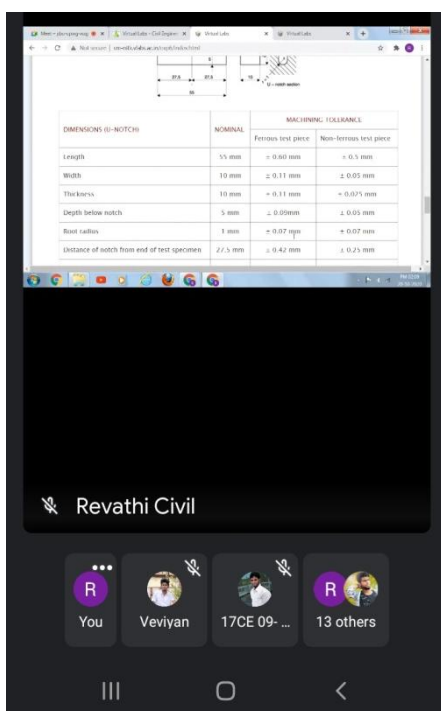 Virtual Labs
Virtual Labs
Not secure
U - notch section
DIMENSIONS (U-NOTCH)
NOMINAL
MACHINING TOLERANCE
Ferrous test piece
Non-ferrous test piece
Length 55 mm ± 0.60 mm ± 0.5 mm
Width 10 mm ± 0.11 mm ± 0.05 mm
Thickness 10 mm ± 0.11 mm ± 0.025 mm
Depth below notch 5 mm ± 0.09mm ± 0.05 mm
Root radius 1 mm ± 0.07 mm ± 0.07 mm
Distance of notch from end of test specimen 27.5 mm ± 0.42 mm ± 0.25 mm
Revathi Civil
R
R
You
Veviyan
17CE 09- ...
13 others